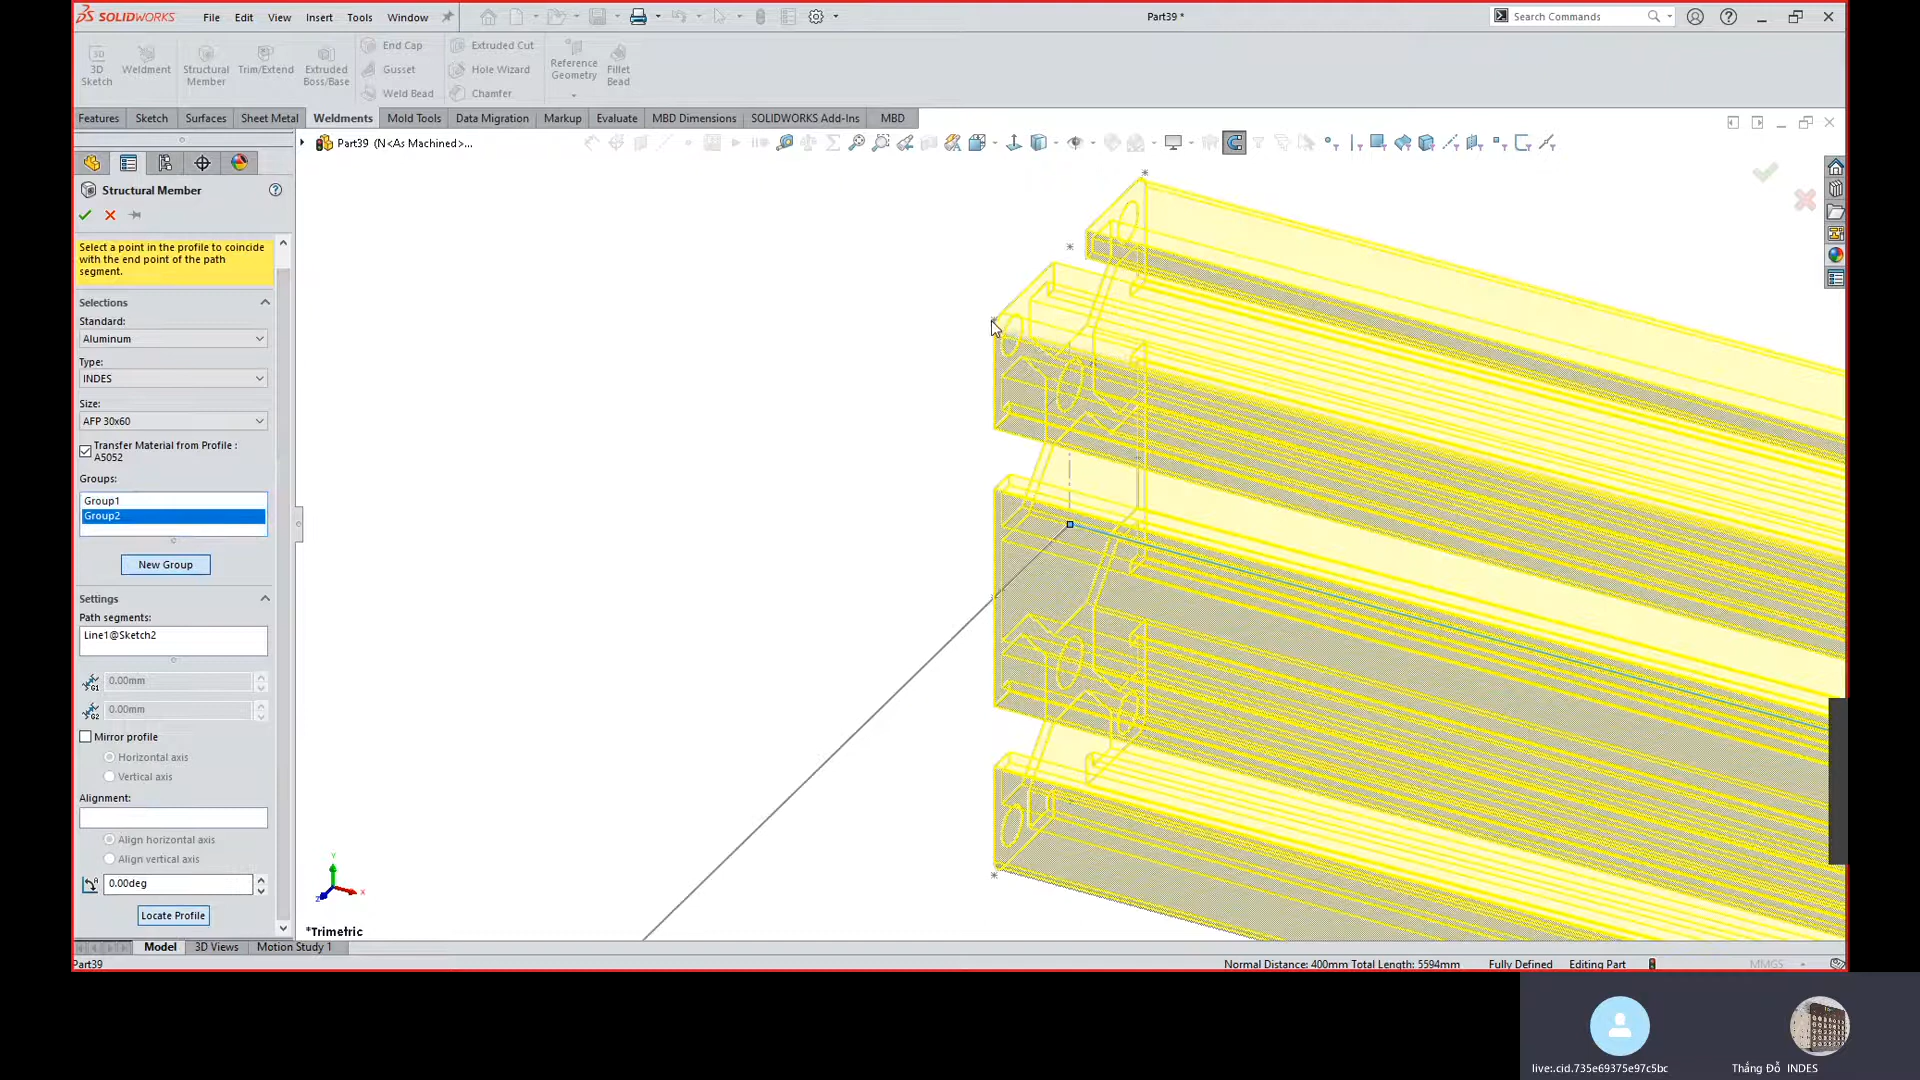 SOLIDWORKS File Edit View Insert Tools Window Part39 * Search Commands
3D Sketch
Weldment
Structural Member
Trim/Extend
Extruded Boss/Base
End Cap
Gusset
Weld Bead
Extruded Cut
Hole Wizard
Chamfer
Reference Geometry
Fillet Bead
Features Sketch Surfaces Sheet Metal Weldments Mold Tools Data Migration Markup Evaluate MBD Dimensions SOLIDWORKS Add-Ins MBD
Part39 (N<As Machined>...
Structural Member
Select a point in the profile to coincide
with the end point of the path
segment.
Selections
Standard:
Aluminum
Type:
INDES
Size:
AFP 30x60
Transfer Material from Profile :
A5052
Groups:
Group1
Group2
New Group
Settings
Path segments:
Line1@Sketch2
G1 0.00mm
G2 0.00mm
Mirror profile
Horizontal axis
Vertical axis
Alignment:
Align horizontal axis
Align vertical axis
0.00deg
Locate Profile
Y
X
Z
*Trimetric
Model 3D Views Motion Study 1
Part39 Normal Distance: 400mm Total Length: 5594mm Fully Defined Editing Part MMGS
live:.cid.735e69375e97c5bc Thắng Đỗ INDES